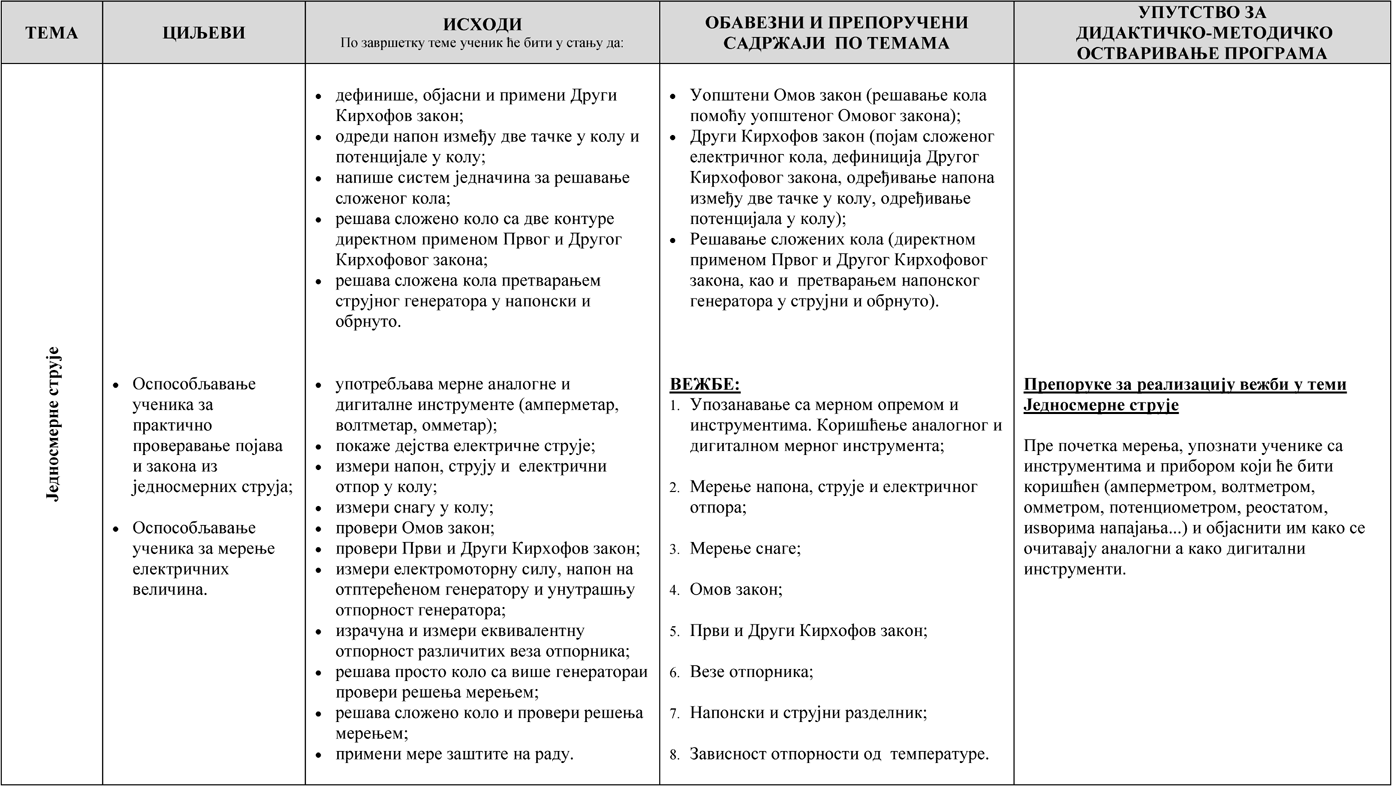 ТЕМА
ЦИЉЕВИ
ИСХОДИ
По завршетку теме ученик ће бити у стању да:
ОБАВЕЗНИ И ПРЕПОРУЧЕНИ
САДРЖАЈИ ПО ТЕМАМА
УПУТСТВО ЗА
ДИДАКТИЧКО-МЕТОДИЧКО
ОСТВАРИВАЊЕ ПРОГРАМА
Једносмерне струје
• Оспособљавање
ученика за
практично
проверавање појава
и закона из
једносмерних струја;
• Оспособљавање
ученика за мерење
електричних
величина.
• дефинише, објасни и примени Други
Кирхофов закон;
• одреди напон између две тачке у колу и
потенцијале у колу;
• напише систем једначина за решавање
сложеног кола;
• решава сложено коло са две контуре
директном применом Првог и Другог
Кирхофовог закона;
• решава сложена кола претварањем
струјног генератора у напонски и
обрнуто.
• употребљава мерне аналогне и
дигиталне инструменте (амперметар,
волтметар, омметар);
• покаже дејства електричне струје;
• измери напон, струју и електрични
отпор у колу;
• измери снагу у колу;
• провери Омов закон;
• провери Први и Други Кирхофов закон;
• измери електромоторну силу, напон на
отптерећеном генератору и унутрашњу
отпорност генератора;
• израчуна и измери еквивалентну
отпорност различитих веза отпорника;
• решава просто коло са више генератораи
провери решења мерењем;
• решава сложено коло и провери решења
мерењем;
• примени мере заштите на раду.
• Уопштени Омов закон (решавање кола
помоћу уопштеног Омовог закона);
• Други Кирхофов закон (појам сложеног
електричног кола, дефиниција Другог
Кирхофовог закона, одређивање напона
између две тачке у колу, одређивање
потенцијала у колу);
• Решавање сложених кола (директном
применом Првог и Другог Кирхофовог
закона, као и претварањем напонског
генератора у струјни и обрнуто).
ВЕЖБЕ:
1. Упозанавање са мерном опремом и
инструментима. Коришћење аналогног и
дигиталном мерног инструмента;
2. Мерење напона, струје и електричног
отпора;
3. Мерење снаге;
4. Омов закон;
5. Први и Други Кирхофов закон;
6. Везе отпорника;
7. Напонски и струјни разделник;
8. Зависност отпорности од температуре.
Препоруке за реализацију вежби у теми
Једносмерне струје
Пре почетка мерења, упознати ученике са
инструментима и прибором који ће бити
коришћен (амперметром, волтметром,
омметром, потенциометром, реостатом,
изворима напајања...) и објаснити им како се
очитавају аналогни а како дигитални
инструменти.